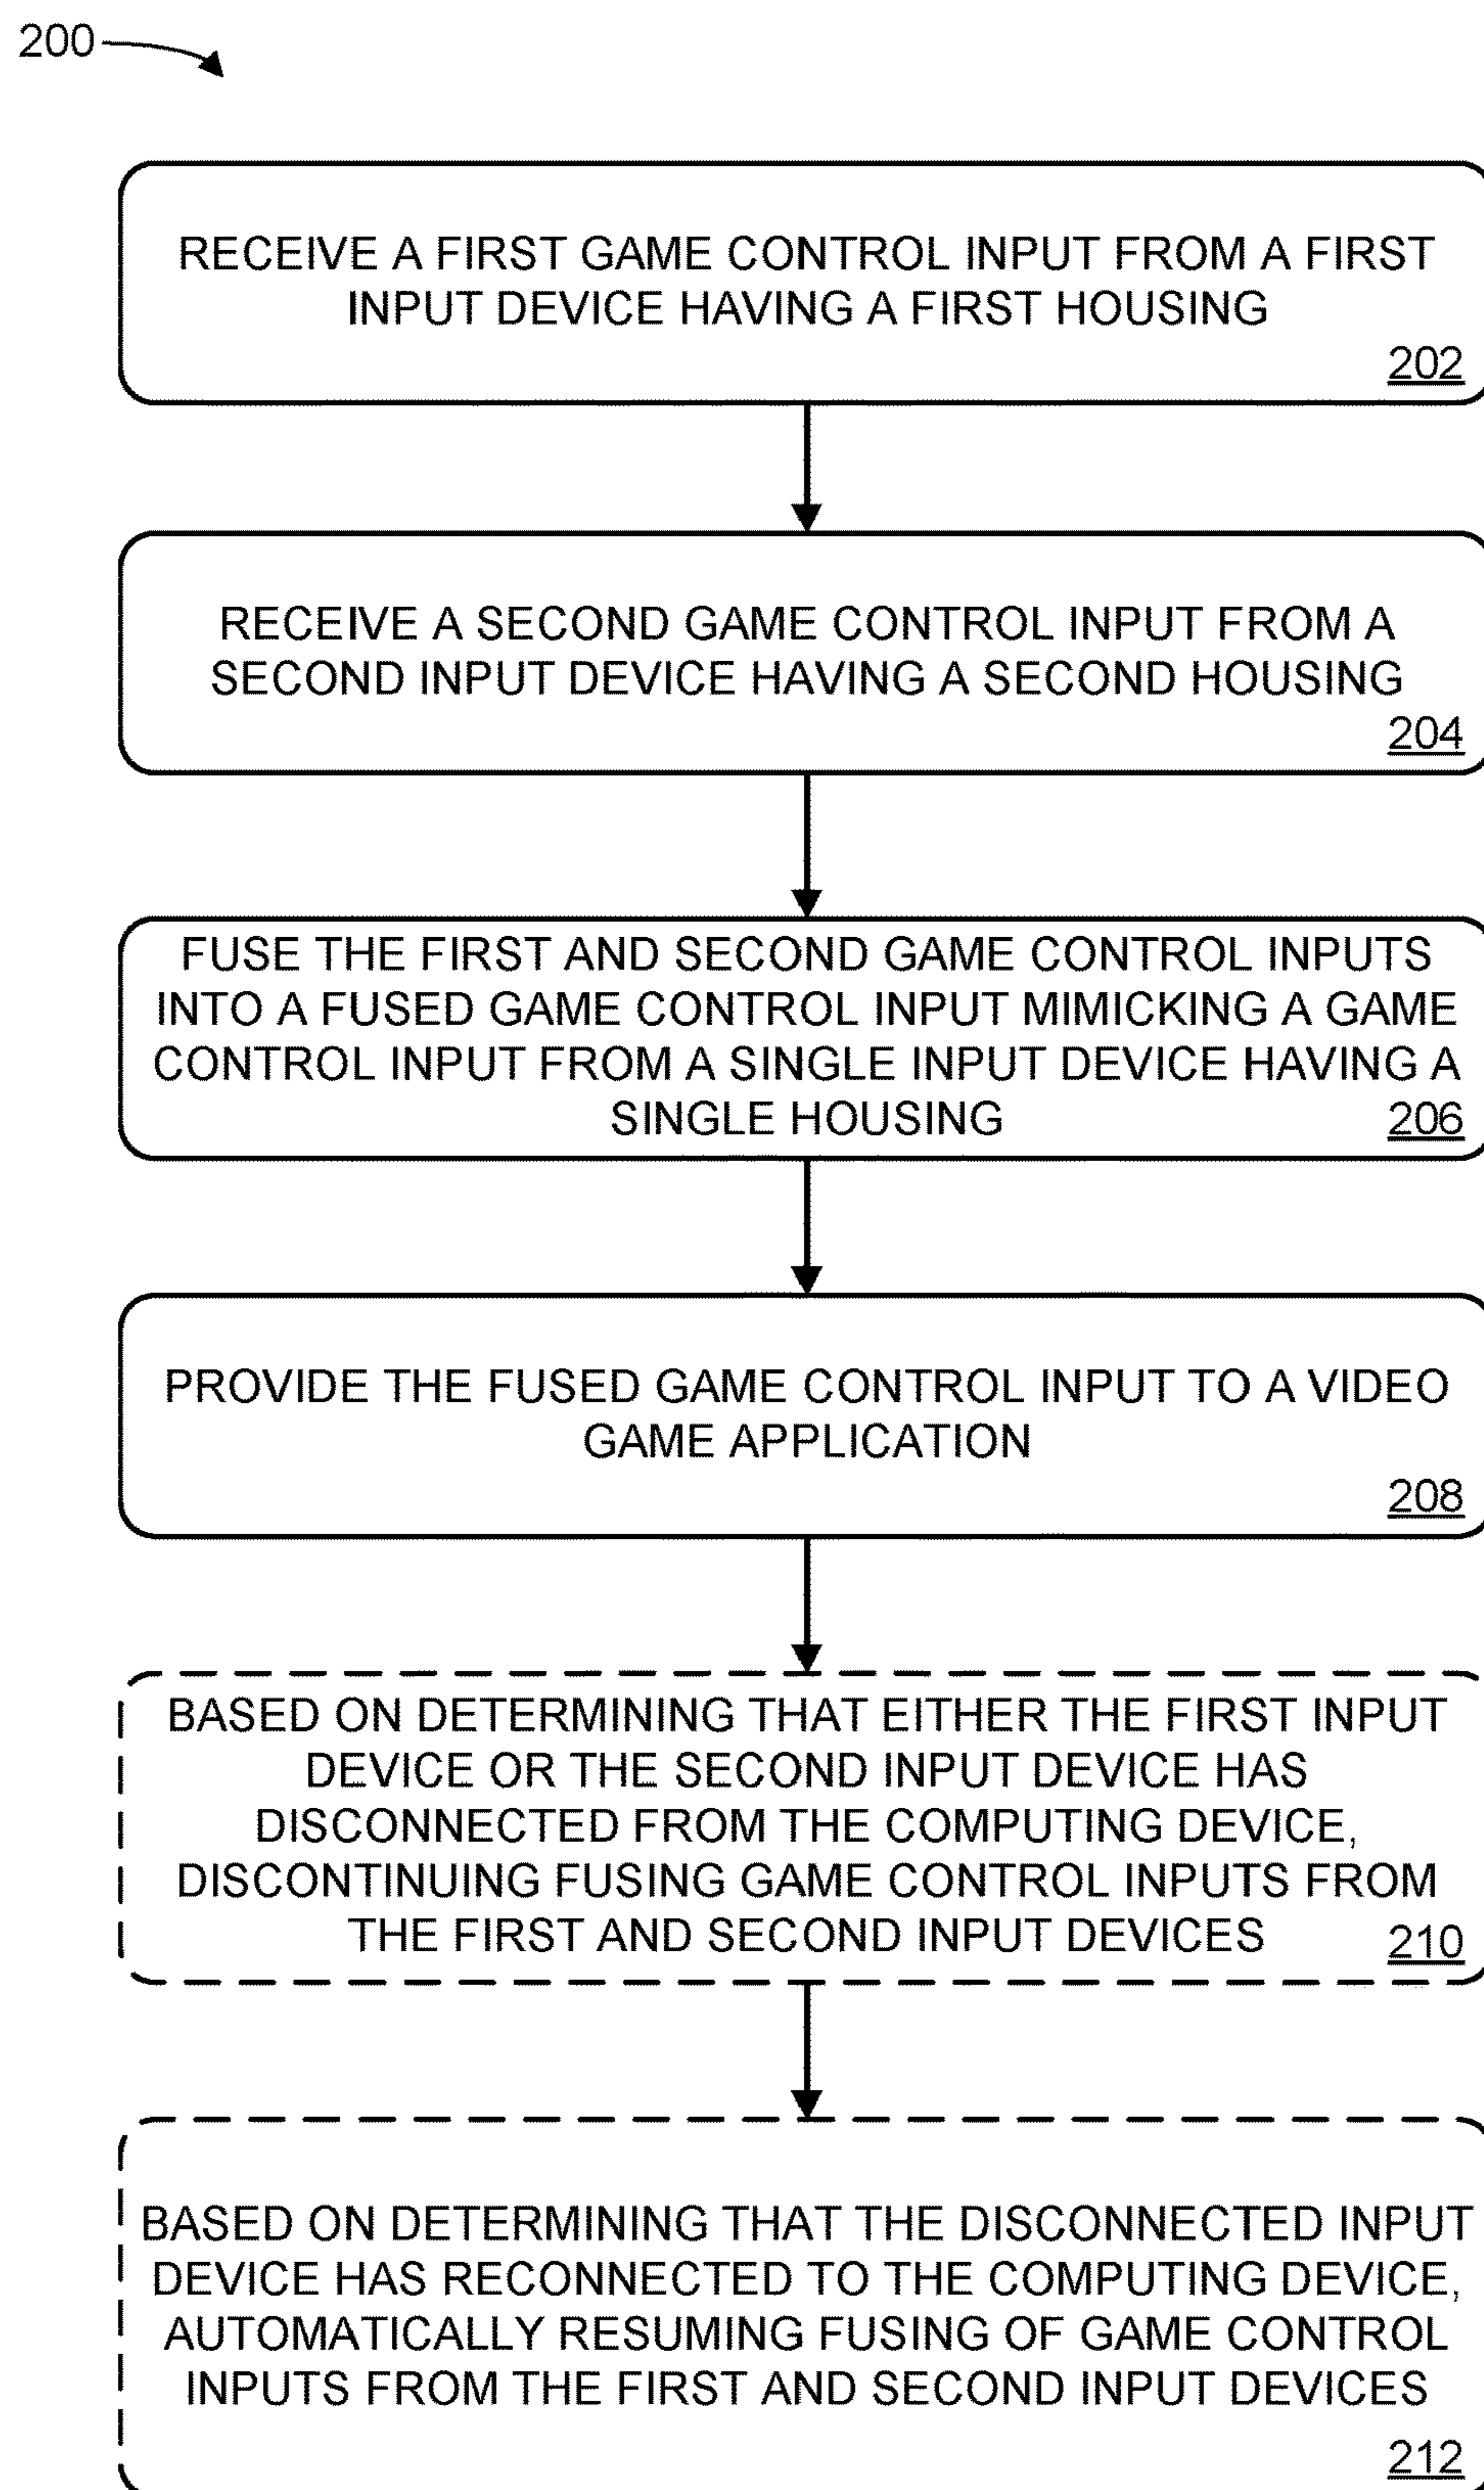 200
RECEIVE A FIRST GAME CONTROL INPUT FROM A FIRST
INPUT DEVICE HAVING A FIRST HOUSING
202
RECEIVE A SECOND GAME CONTROL INPUT FROM A
SECOND INPUT DEVICE HAVING A SECOND HOUSING
204
FUSE THE FIRST AND SECOND GAME CONTROL INPUTS
INTO A FUSED GAME CONTROL INPUT MIMICKING A GAME
CONTROL INPUT FROM A SINGLE INPUT DEVICE HAVING A
SINGLE HOUSING
206
PROVIDE THE FUSED GAME CONTROL INPUT TO A VIDEO
GAME APPLICATION
208
BASED ON DETERMINING THAT EITHER THE FIRST INPUT
DEVICE OR THE SECOND INPUT DEVICE HAS
DISCONNECTED FROM THE COMPUTING DEVICE,
DISCONTINUING FUSING GAME CONTROL INPUTS FROM
THE FIRST AND SECOND INPUT DEVICES
210
BASED ON DETERMINING THAT THE DISCONNECTED INPUT
DEVICE HAS RECONNECTED TO THE COMPUTING DEVICE,
AUTOMATICALLY RESUMING FUSING OF GAME CONTROL
INPUTS FROM THE FIRST AND SECOND INPUT DEVICES
212